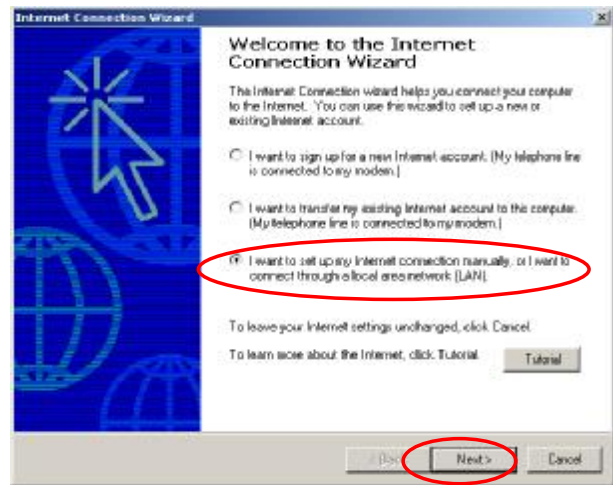 Internet Connection Wizard
Welcome to the Internet
Connection Wizard
The Internet Connection wizard helps you connect your computer
to the Internet. You can use this wizard to set up a new or
existing Internet account.
I want to sign up for a new Internet account. (My telephone line
is connected to my modem.)
I want to transfer my existing Internet account to this computer.
(My telephone line is connected to my modem.)
I want to set up my Internet connection manually, or I want to
connect through a local area network (LAN).
To leave your Internet settings unchanged, click Cancel.
To learn more about the Internet, click Tutorial.
Tutorial
< Back
Next >
Cancel